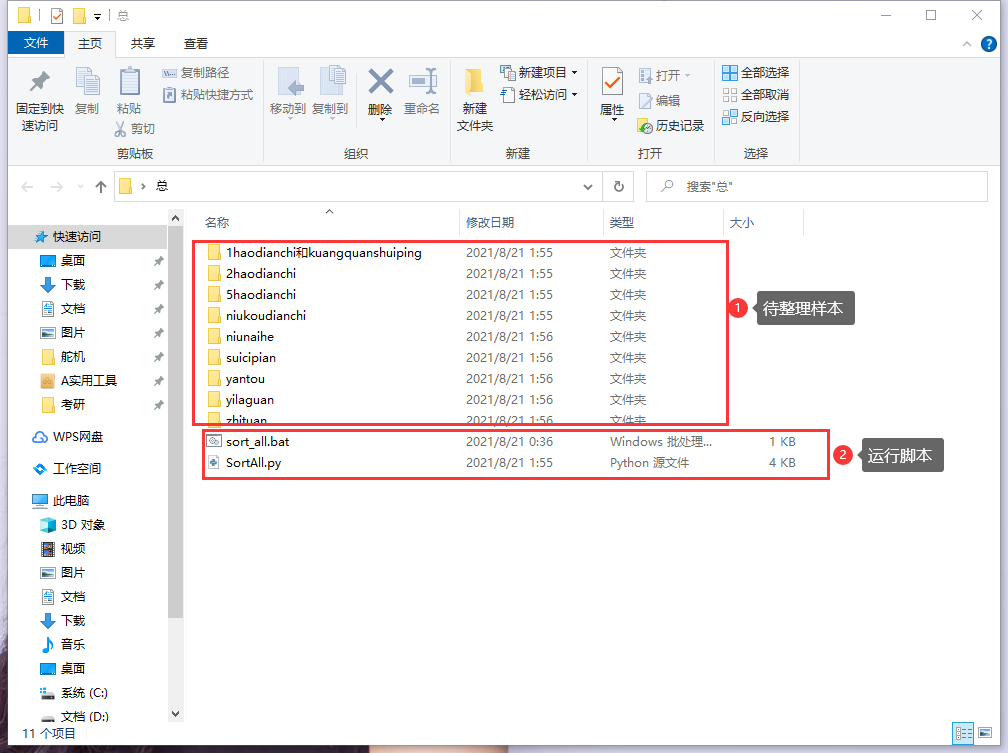 总
文件 主页 共享 查看
固定到快速访问
复制
粘贴
复制路径
粘贴快捷方式
剪切
剪贴板
移动到
复制到
删除
重命名
组织
新建文件夹
新建项目
轻松访问
新建
属性
打开
编辑
历史记录
打开
全部选择
全部取消
反向选择
选择
总
搜索"总"
快速访问
桌面
下载
文档
图片
舵机
A实用工具
考研
WPS网盘
工作空间
此电脑
3D 对象
视频
图片
文档
下载
音乐
桌面
系统 (C:)
文档 (D:)
名称 修改日期 类型 大小
1haodianchi和kuangquanshuiping 2021/8/21 1:55 文件夹
2haodianchi 2021/8/21 1:55 文件夹
5haodianchi 2021/8/21 1:55 文件夹
niukoudianchi 2021/8/21 1:55 文件夹
niunaihe 2021/8/21 1:56 文件夹
suicipian 2021/8/21 1:56 文件夹
yantou 2021/8/21 1:56 文件夹
yilaguan 2021/8/21 1:56 文件夹
zhituan 2021/8/21 1:56 文件夹
sort_all.bat 2021/8/21 0:36 Windows 批处理... 1 KB
SortAll.py 2021/8/21 1:55 Python 源文件 4 KB
1 待整理样本
2 运行脚本
11 个项目